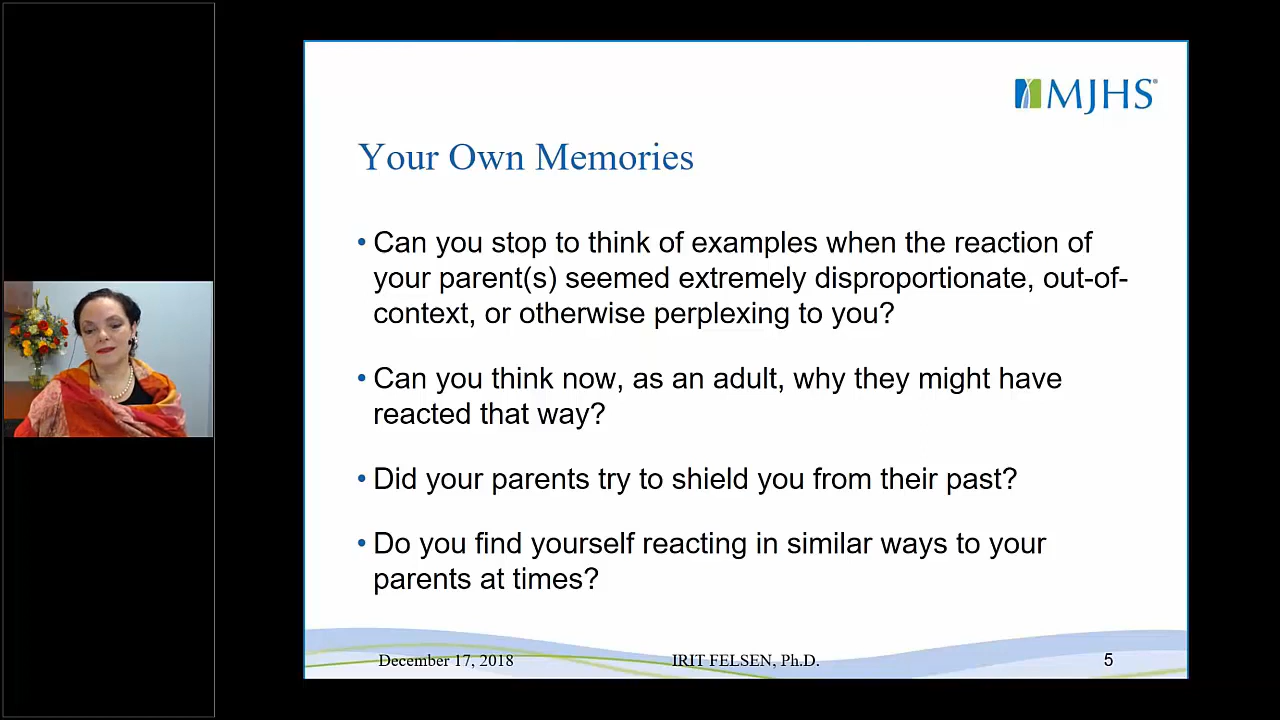 MJHS®
Your Own Memories
• Can you stop to think of examples when the reaction of
your parent(s) seemed extremely disproportionate, out-of-
context, or otherwise perplexing to you?
• Can you think now, as an adult, why they might have
reacted that way?
• Did your parents try to shield you from their past?
• Do you find yourself reacting in similar ways to your
parents at times?
December 17, 2018 IRIT FELSEN, Ph.D. 5